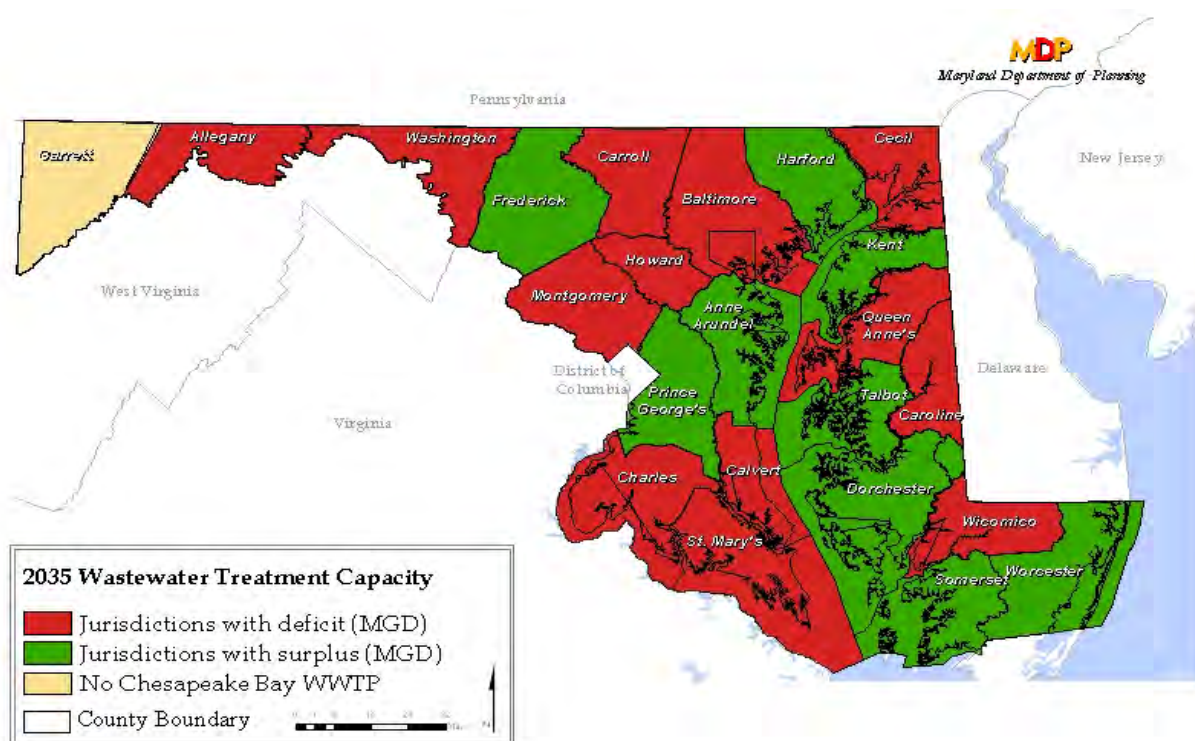 MDP
Maryland Department of Planning
Pennsylvania
New Jersey
Garrett
Allegany
Washington
Frederick
Carroll
Baltimore
Harford
Cecil
Kent
Howard
Montgomery
Anne
Arundel
Queen
Anne's
West Virginia
District of
Columbia
Prince
George's
Talbot
Caroline
Delaware
Virginia
Charles
Calvert
Dorchester
St. Mary's
Wicomico
Somerset
Worcester
2035 Wastewater Treatment Capacity
Jurisdictions with deficit (MGD)
Jurisdictions with surplus (MGD)
No Chesapeake Bay WWTP
County Boundary
N